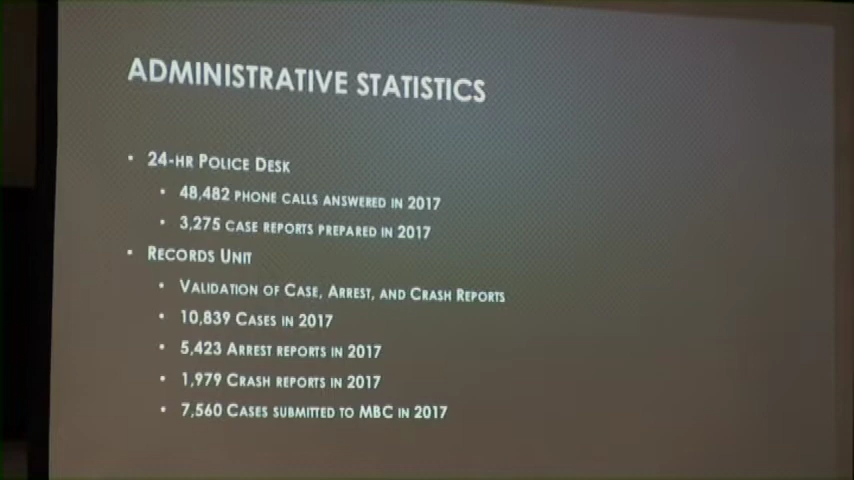 ADMINISTRATIVE STATISTICS
• 24-HR POLICE DESK
• 48,482 PHONE CALLS ANSWERED IN 2017
• 3,275 CASE REPORTS PREPARED IN 2017
• RECORDS UNIT
• VALIDATION OF CASE, ARREST, AND CRASH REPORTS
• 10,839 CASES IN 2017
• 5,423 ARREST REPORTS IN 2017
• 1,979 CRASH REPORTS IN 2017
• 7,560 CASES SUBMITTED TO MBC IN 2017